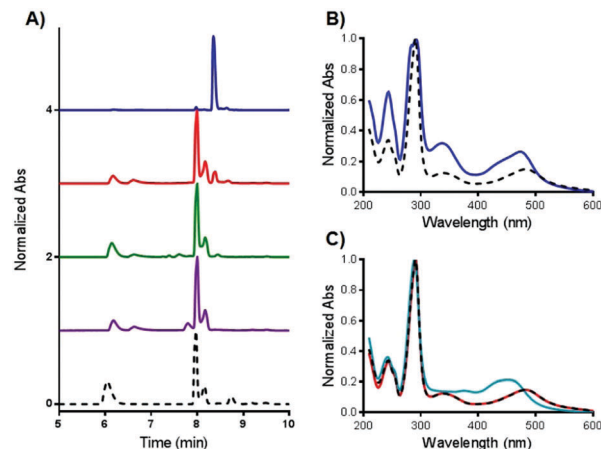 A)
Normalized Abs
4
2
0
5 6 7 8 9 10
Time (min)
B)
Normalized Abs
1.0
0.8
0.6
0.4
0.2
0.0
200 300 400 500 600
Wavelength (nm)
C)
Normalized Abs
1.0
0.8
0.6
0.4
0.2
0.0
200 300 400 500 600
Wavelength (nm)